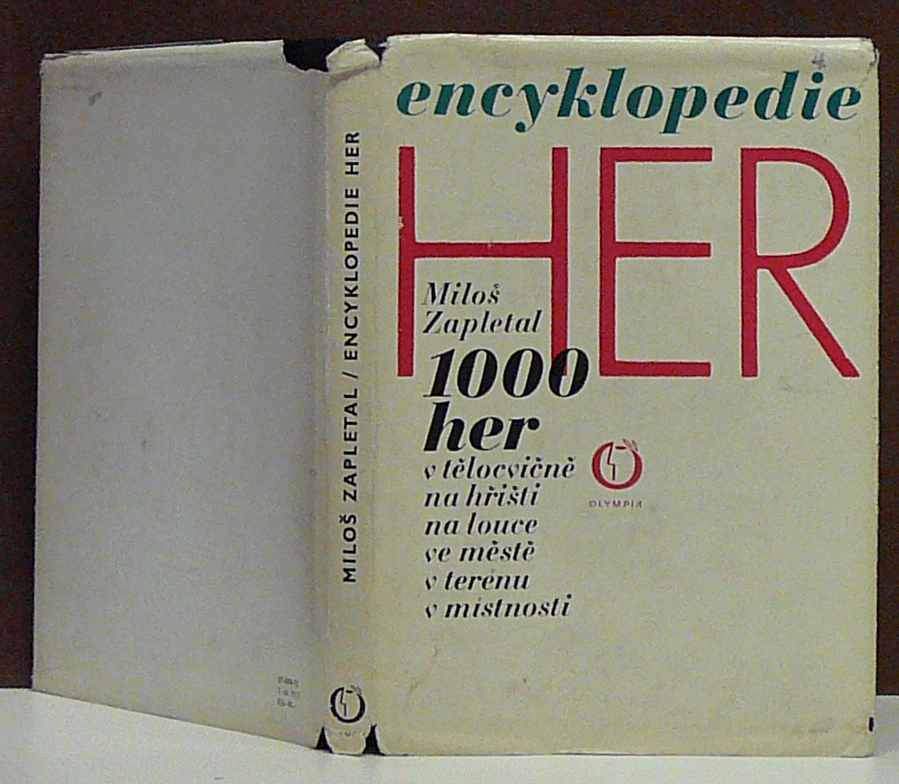 MILOŠ ZAPLETAL / ENCYKLOPEDIE HER
encyklopedie
HER
Miloš
Zapletal
1000
her
v tělocvičně
na hřišti
na louce
ve městě
v terénu
v místnosti
OLYMPIA